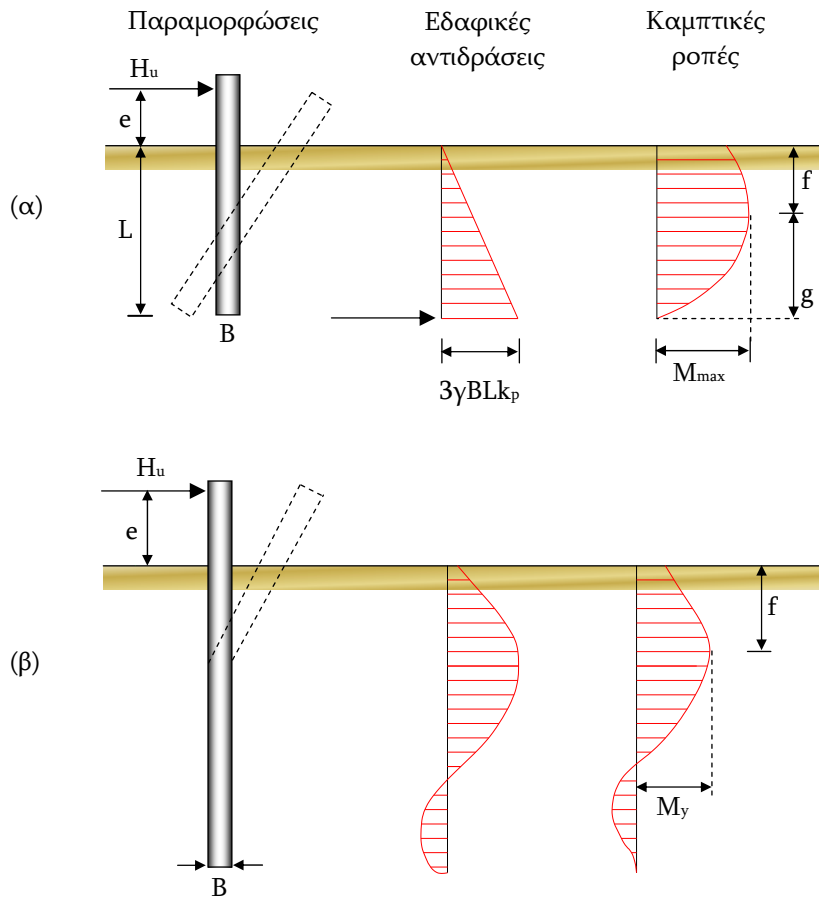 Παραμορφώσεις
Εδαφικές
αντιδράσεις
Καμπτικές
ροπές
Hu
e
f
(α)
L
g
B
3γBLkp
Mmax
Hu
e
f
(β)
My
B